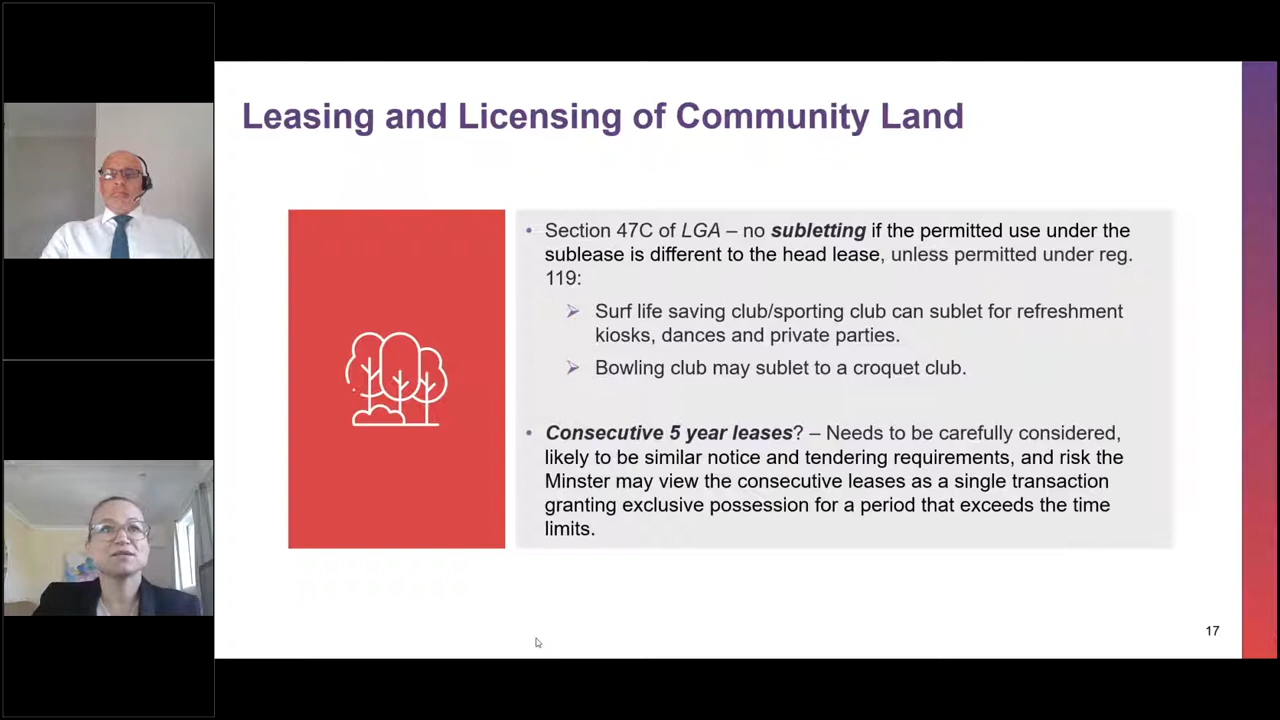 Leasing and Licensing of Community Land
• Section 47C of LGA – no subletting if the permitted use under the
sublease is different to the head lease, unless permitted under reg.
119:
➢ Surf life saving club/sporting club can sublet for refreshment
kiosks, dances and private parties.
➢ Bowling club may sublet to a croquet club.
• Consecutive 5 year leases? – Needs to be carefully considered,
likely to be similar notice and tendering requirements, and risk the
Minster may view the consecutive leases as a single transaction
granting exclusive possession for a period that exceeds the time
limits.
17